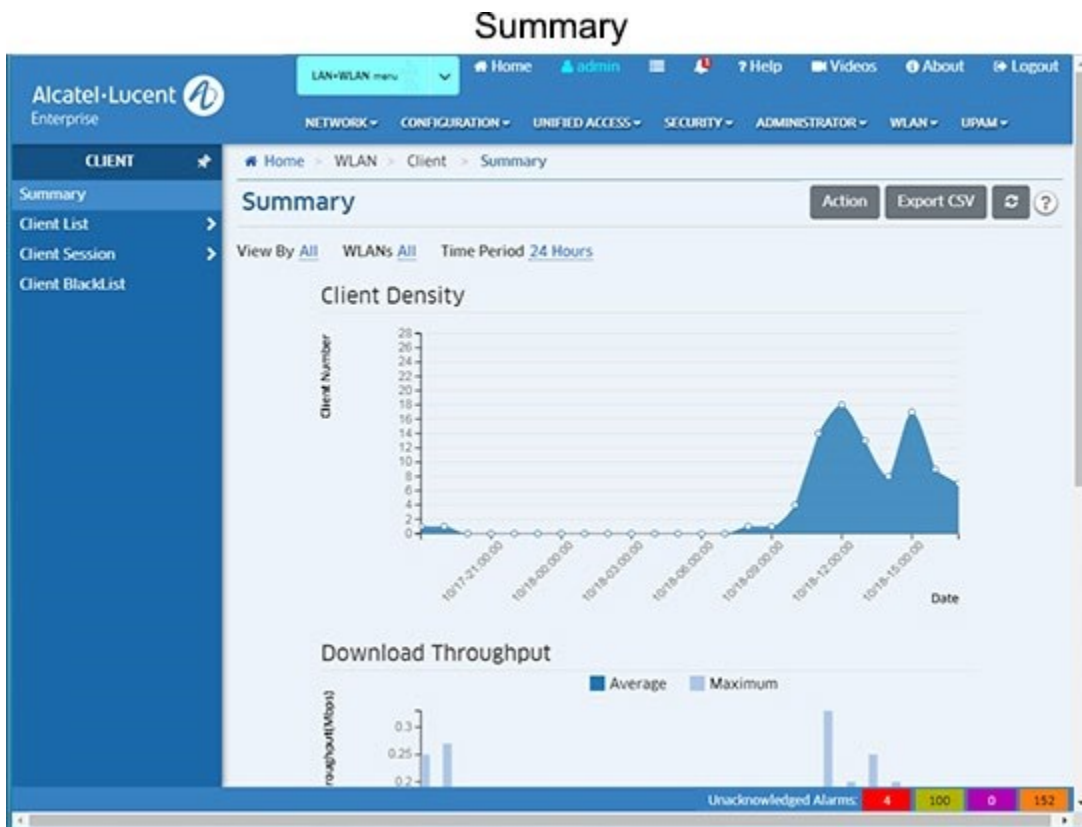 Summary
LAN+WLAN menu
Home admin 1 ? Help Videos About Logout
Alcatel·Lucent
Enterprise
NETWORK CONFIGURATION UNIFIED ACCESS SECURITY ADMINISTRATOR WLAN UPAM
CLIENT
Home > WLAN > Client > Summary
Summary
Client List
Client Session
Client BlackList
Summary
Action Export CSV ?
View By All WLANs All Time Period 24 Hours
Client Density
Client Number
28
26
24
22
20
18
16
14
12
10
8
6
4
2
0
10/17-21:00:00 10/18-00:00:00 10/18-03:00:00 10/18-06:00:00 10/18-09:00:00 10/18-12:00:00 10/18-15:00:00
Date
Download Throughput
Average Maximum
roughout(Mbps)
0.3
0.25
0.2
Unacknowledged Alarms: 4 100 0 152